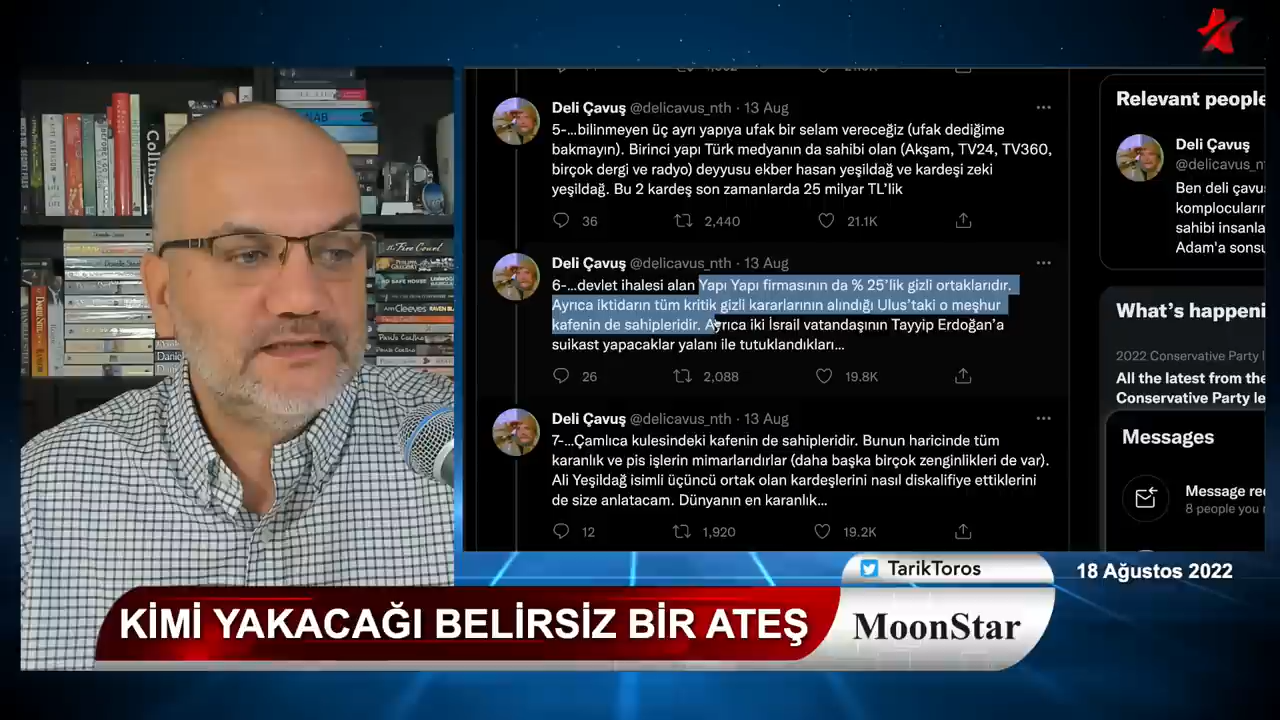 Deli Çavuş @delicavus_nth · 13 Aug
5-...bilinmeyen üç ayrı yapıya ufak bir selam vereceğiz (ufak dediğime
bakmayın). Birinci yapı Türk medyanın da sahibi olan (Akşam, TV24, TV360,
birçok dergi ve radyo) deyyusu ekber hasan yeşildağ ve kardeşi zeki
yeşildağ. Bu 2 kardeş son zamanlarda 25 milyar TL'lik
36 2,440 21.1K
Deli Çavuş @delicavus_nth · 13 Aug
6-...devlet ihalesi alan Yapı Yapı firmasının da % 25'lik gizli ortaklarıdır.
Ayrıca iktidarın tüm kritik gizli kararlarının alındığı Ulus'taki o meşhur
kafenin de sahipleridir. Ayrıca iki İsrail vatandaşının Tayyip Erdoğan'a
suikast yapacaklar yalanı ile tutuklandıkları...
26 2,088 19.8K
Deli Çavuş @delicavus_nth · 13 Aug
7-...Çamlıca kulesindeki kafenin de sahipleridir. Bunun haricinde tüm
karanlık ve pis işlerin mimarlarıdırlar (daha başka birçok zenginlikleri de var).
Ali Yeşildağ isimli üçüncü ortak olan kardeşlerini nasıl diskalifiye ettiklerini
de size anlatacam. Dünyanın en karanlık...
12 1,920 19.2K
Relevant people
Deli Çavuş
@delicavus_n
Ben deli çavu
komplocuların
sahibi insanla
Adam'a sonsu
What's happeni
2022 Conservative Party l
All the latest from the
Conservative Party le
Messages
Message re
8 people you
TarikToros
18 Ağustos 2022
KİMİ YAKACAĞI BELİRSİZ BİR ATEŞ
MoonStar